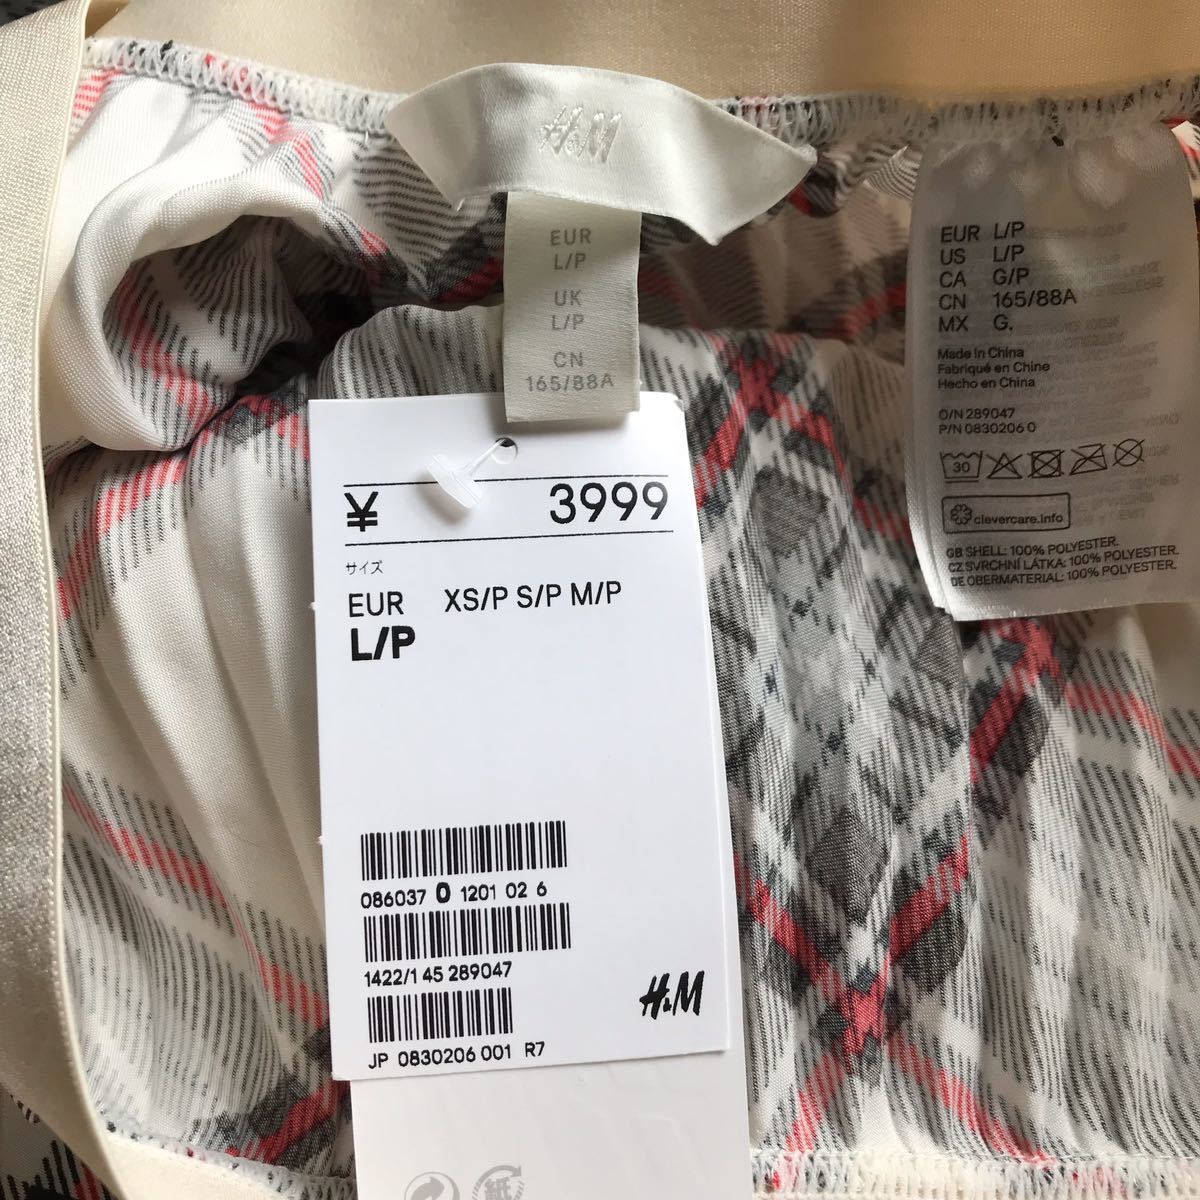 H&M
EUR
L/P
UK
L/P
CN
165/88A
EUR L/P
US L/P
CA G/P
CN 165/88A
MX G.
Made in China
Fabriqué en Chine
Hecho en China
O/N 289047
P/N 0830206 0
30
clevercare.info
GB SHELL: 100% POLYESTER.
CZ SVRCHNÍ LÁTKA: 100% POLYESTER.
DE OBERMATERIAL: 100% POLYESTER.
¥ 3999
サイズ
EUR XS/P S/P M/P
L/P
086037 0 1201 02 6
1422/1 45 289047
H&M
JP 0830206 001 R7
紙